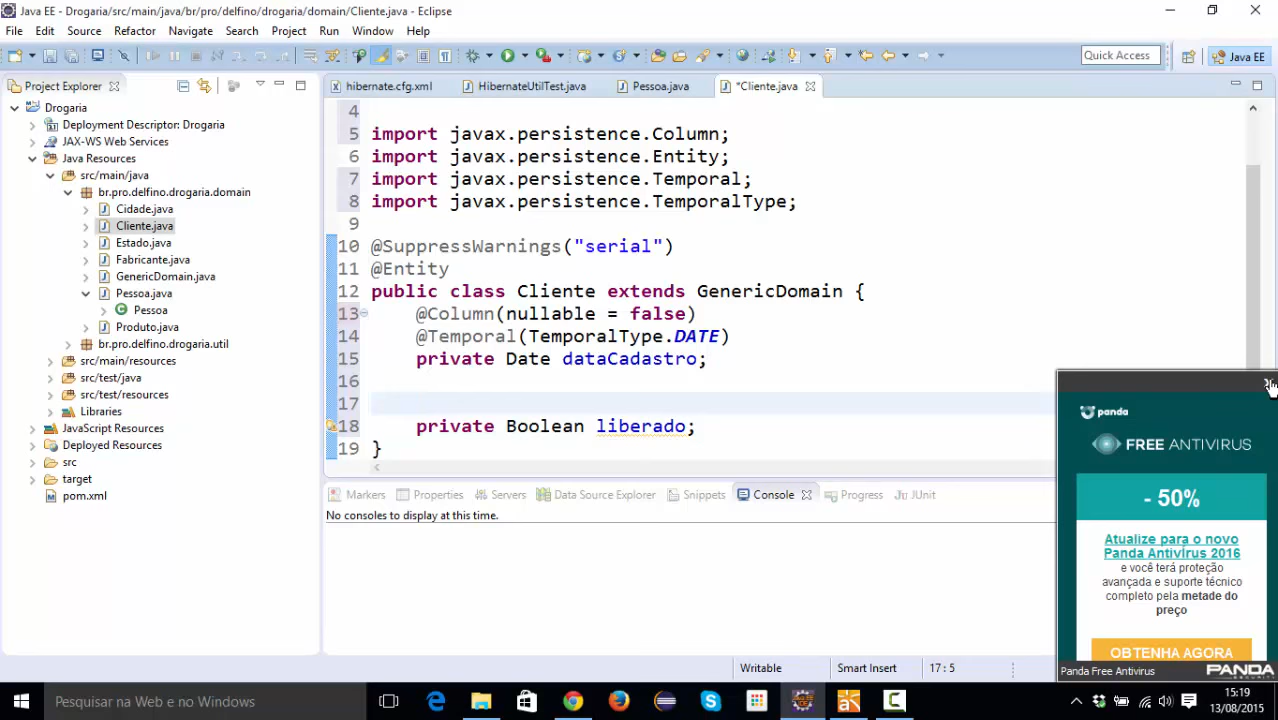 Java EE - Drogaria/src/main/java/br/pro/delfino/drogaria/domain/Cliente.java - Eclipse
File Edit Source Refactor Navigate Search Project Run Window Help
Quick Access Java EE
Project Explorer
hibernate.cfg.xml HibernateUtilTest.java Pessoa.java *Cliente.java
Drogaria
Deployment Descriptor: Drogaria
JAX-WS Web Services
Java Resources
src/main/java
br.pro.delfino.drogaria.domain
Cidade.java
Cliente.java
Estado.java
Fabricante.java
GenericDomain.java
Pessoa.java
Pessoa
Produto.java
br.pro.delfino.drogaria.util
src/main/resources
src/test/java
src/test/resources
Libraries
JavaScript Resources
Deployed Resources
src
target
pom.xml
4
5 import javax.persistence.Column;
6 import javax.persistence.Entity;
7 import javax.persistence.Temporal;
8 import javax.persistence.TemporalType;
9
10 @SuppressWarnings("serial")
11 @Entity
12 public class Cliente extends GenericDomain {
13 @Column(nullable = false)
14 @Temporal(TemporalType.DATE)
15 private Date dataCadastro;
16
17
18 private Boolean liberado;
19 }
Markers Properties Servers Data Source Explorer Snippets Console Progress JUnit
No consoles to display at this time.
panda
FREE ANTIVIRUS
- 50%
Atualize para o novo
Panda Antivírus 2016
e você terá proteção
avançada e suporte técnico
completo pela metade do
preço
OBTENHA AGORA
Panda Free Antivirus PANDA
SECURITY
Writable Smart Insert 17 : 5
Pesquisar na Web e no Windows
15:19
13/08/2015